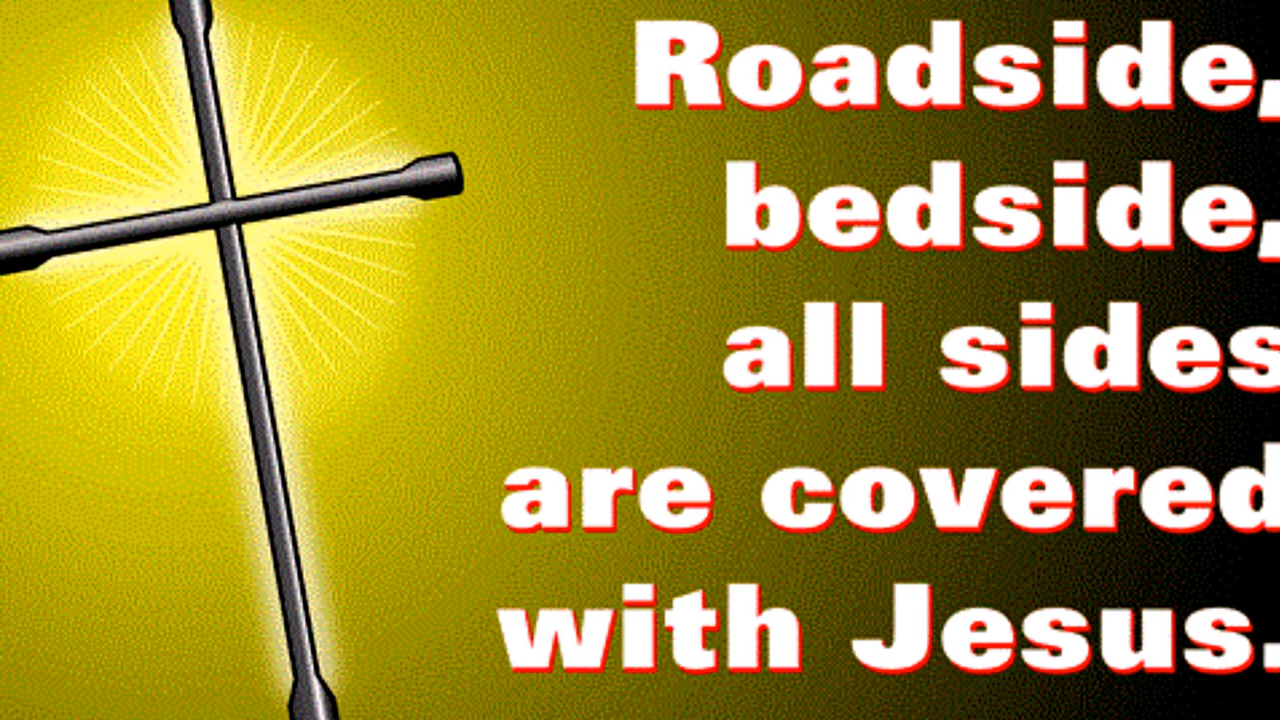 Roadside,
bedside,
all sides
are covered
with Jesus.